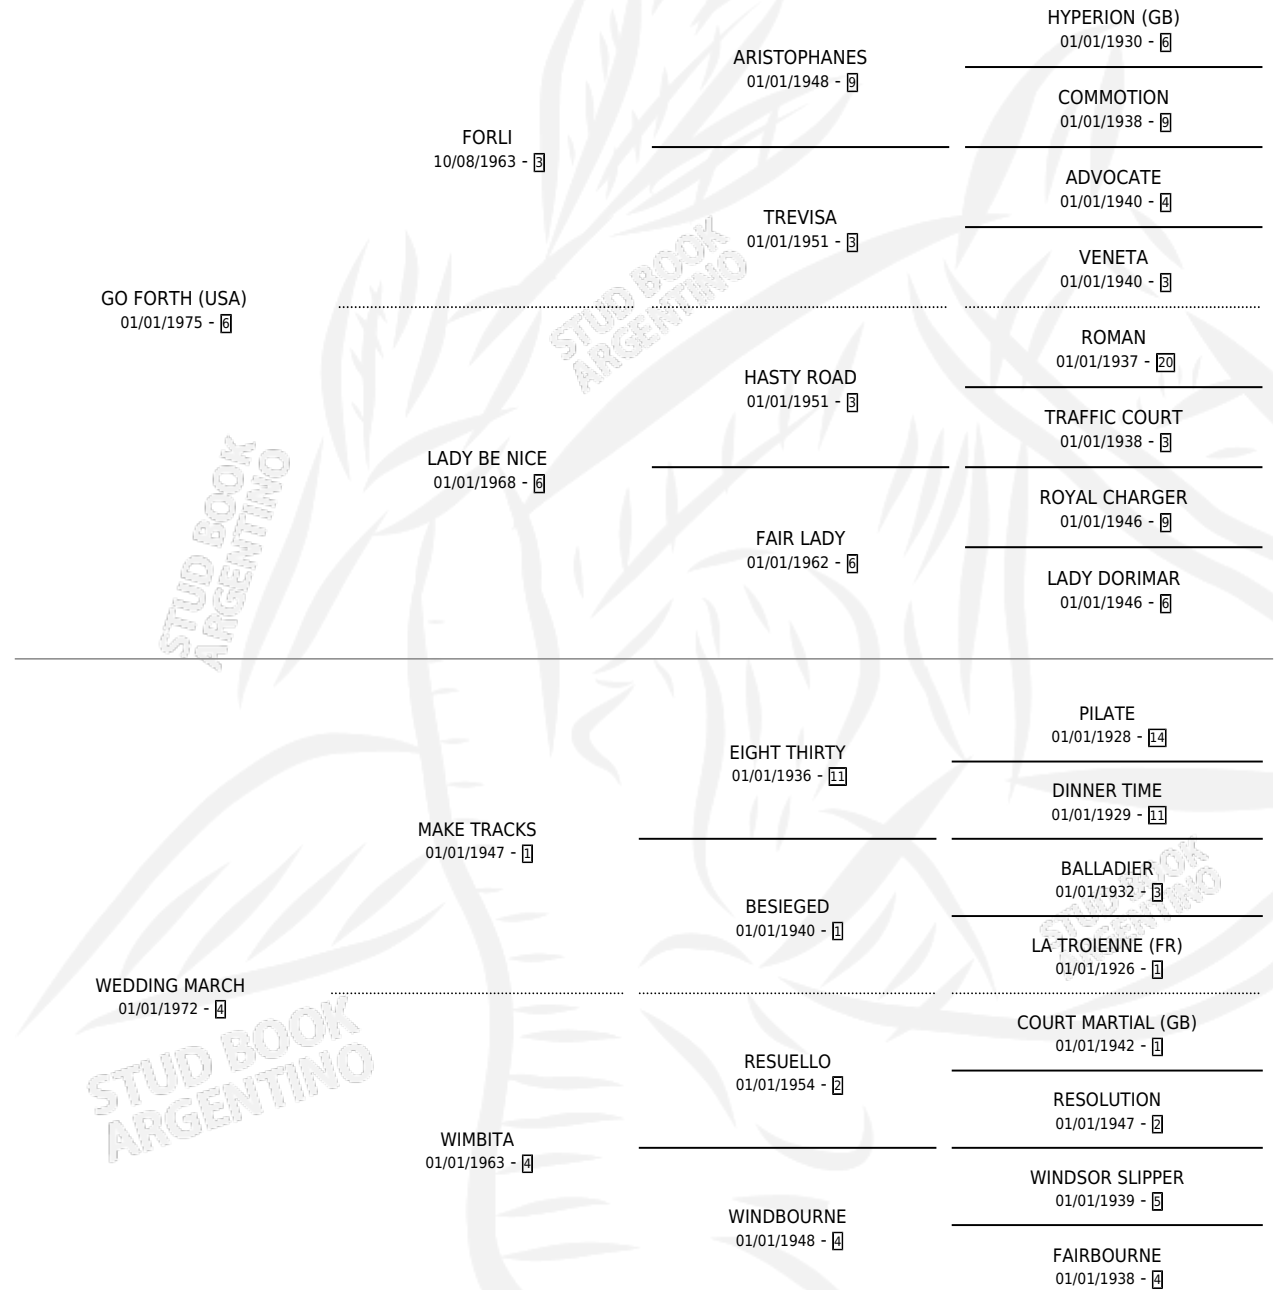 HYPERION (GB)
01/01/1930 - 6
ARISTOPHANES
01/01/1948 - 9
COMMOTION
01/01/1938 - 9
FORLI
10/08/1963 - 3
ADVOCATE
01/01/1940 - 4
TREVISA
01/01/1951 - 3
VENETA
01/01/1940 - 3
GO FORTH (USA)
01/01/1975 - 6
ROMAN
01/01/1937 - 20
HASTY ROAD
01/01/1951 - 3
TRAFFIC COURT
01/01/1938 - 3
LADY BE NICE
01/01/1968 - 6
ROYAL CHARGER
01/01/1946 - 9
FAIR LADY
01/01/1962 - 6
LADY DORIMAR
01/01/1946 - 6
PILATE
01/01/1928 - 14
EIGHT THIRTY
01/01/1936 - 11
DINNER TIME
01/01/1929 - 11
MAKE TRACKS
01/01/1947 - 1
BALLADIER
01/01/1932 - 3
BESIEGED
01/01/1940 - 1
LA TROIENNE (FR)
01/01/1926 - 1
WEDDING MARCH
01/01/1972 - 4
COURT MARTIAL (GB)
01/01/1942 - 1
RESUELLO
01/01/1954 - 2
RESOLUTION
01/01/1947 - 2
WIMBITA
01/01/1963 - 4
WINDSOR SLIPPER
01/01/1939 - 5
WINDBOURNE
01/01/1948 - 4
FAIRBOURNE
01/01/1938 - 4
STUD BOOK
ARGENTINO
STUD BOOK
ARGENTINO
STUD BOOK
ARGENTINO
STUD BOOK
ARGENTINO